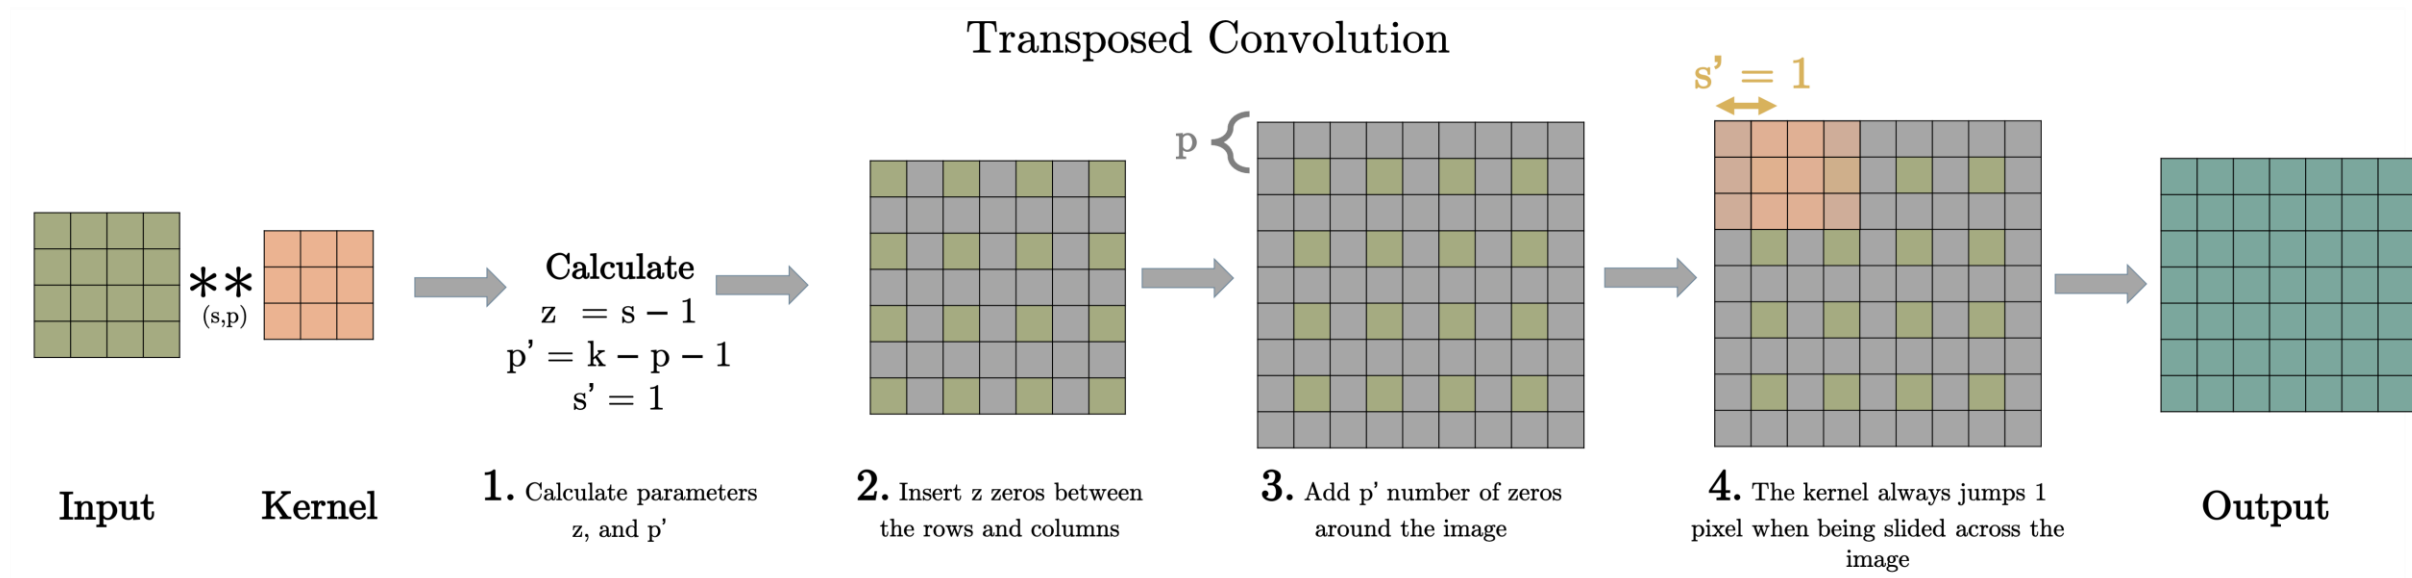 Transposed Convolution
s’ = 1
p
**
(s,p)
Calculate
z = s − 1
p’ = k − p − 1
s’ = 1
Input
Kernel
1. Calculate parameters
z, and p’
2. Insert z zeros between
the rows and columns
3. Add p’ number of zeros
around the image
4. The kernel always jumps 1
pixel when being slided across the
image
Output